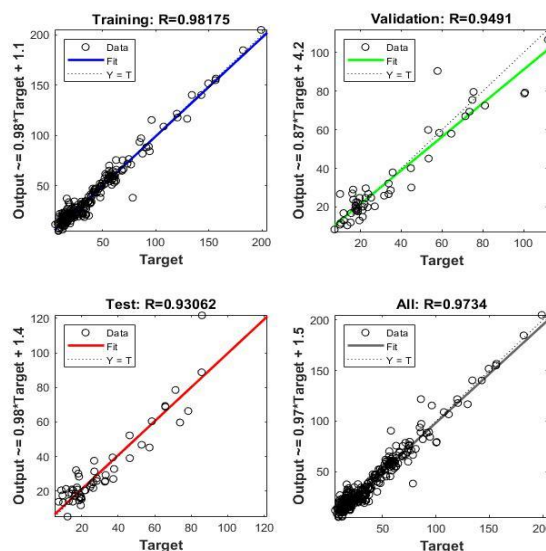 Training: R=0.98175
Output ~= 0.98*Target + 1.1
200
150
100
50
Data
Fit
Y = T
50 100 150 200
Target
Validation: R=0.9491
Output ~= 0.87*Target + 4.2
100
80
60
40
20
Data
Fit
Y = T
20 40 60 80 100
Target
Test: R=0.93062
Output ~= 0.98*Target + 1.4
120
100
80
60
40
20
Data
Fit
Y = T
20 40 60 80 100 120
Target
All: R=0.9734
Output ~= 0.97*Target + 1.5
200
150
100
50
Data
Fit
Y = T
50 100 150 200
Target